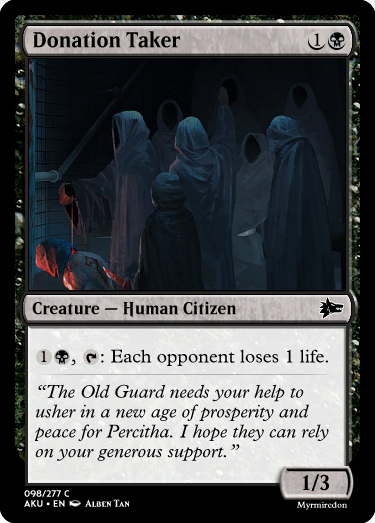 Donation Taker 1
1, : Each opponent loses 1 life.
Creature — Human Citizen
“The Old Guard needs your help to
usher in a new age of prosperity and
peace for Percitha. I hope they can rely
on your generous support.”
1/3
098/277 C
AKU • EN ALBEN TAN
Myrmiredon